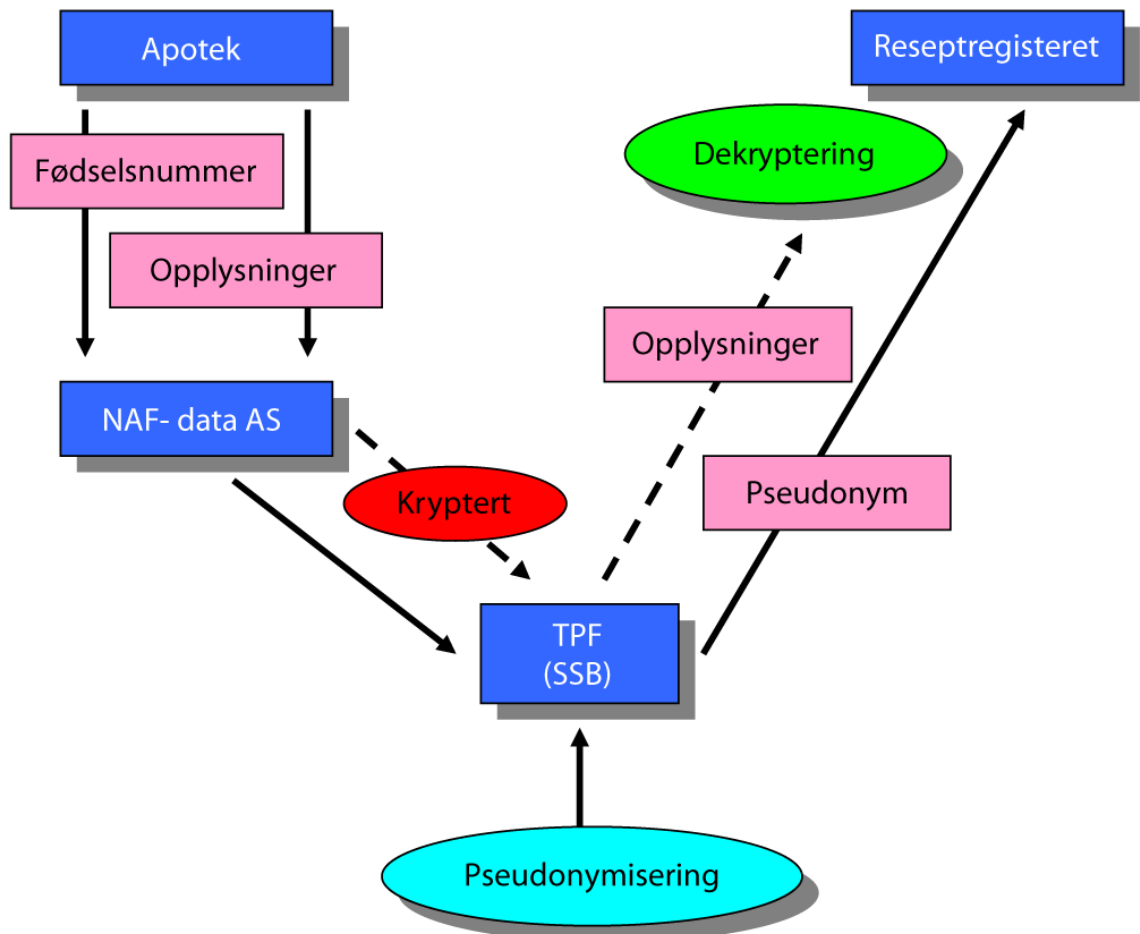 Apotek
Reseptregisteret
Fødselsnummer
Dekryptering
Opplysninger
Opplysninger
NAF- data AS
Kryptert
Pseudonym
TPF
(SSB)
Pseudonymisering